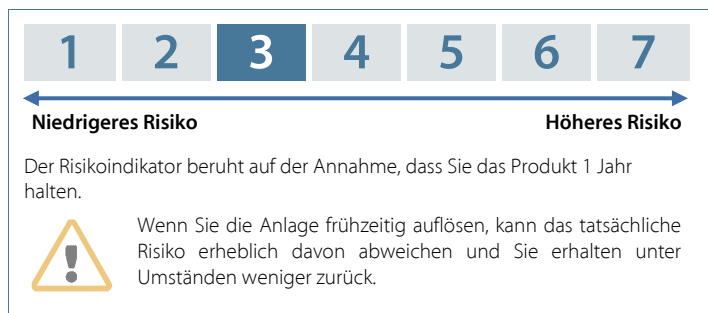 1 2 3 4 5 6 7
Niedrigeres Risiko Höheres Risiko
Der Risikoindikator beruht auf der Annahme, dass Sie das Produkt 1 Jahr
halten.
Wenn Sie die Anlage frühzeitig auflösen, kann das tatsächliche
Risiko erheblich davon abweichen und Sie erhalten unter
Umständen weniger zurück.